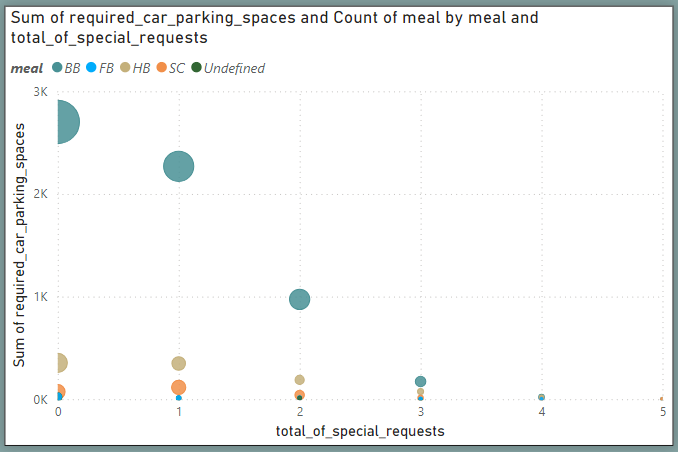 Sum of required_car_parking_spaces and Count of meal by meal and
total_of_special_requests
meal BB FB HB SC Undefined
Sum of required_car_parking_spaces
3K
2K
1K
0K
0 1 2 3 4 5
total_of_special_requests